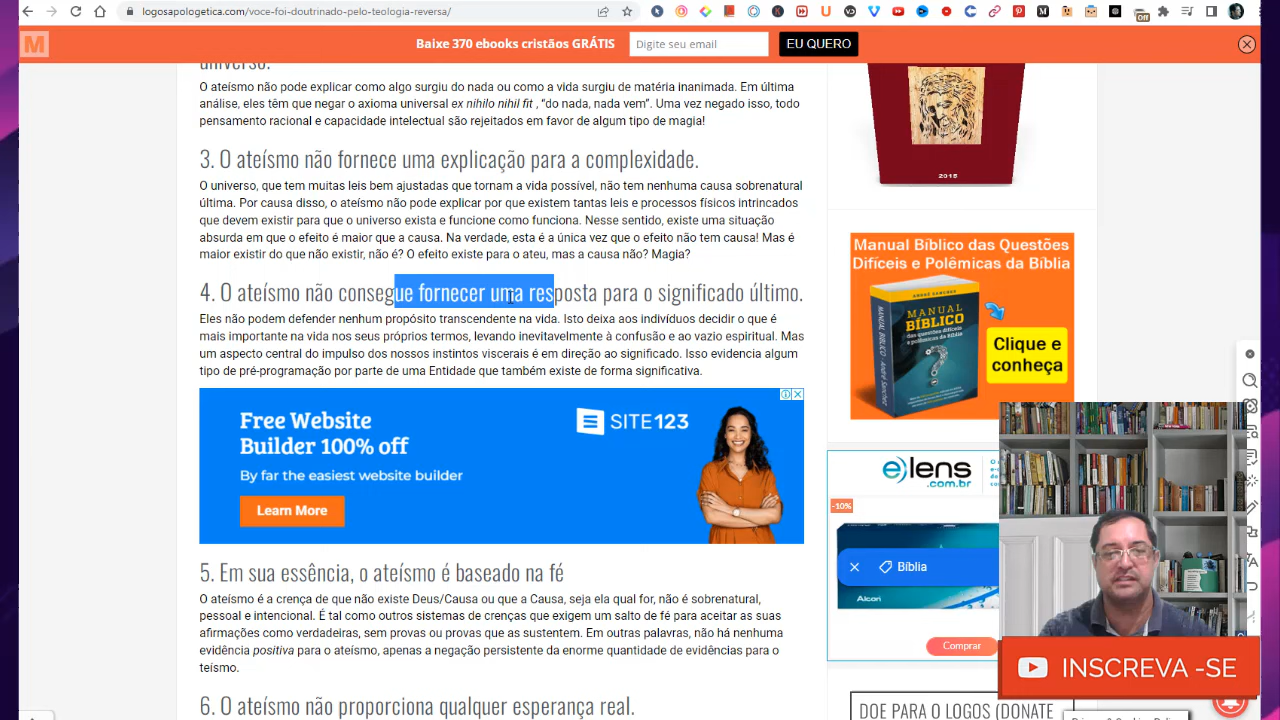 logosapologetica.com/voce-foi-doutrinado-pelo-teologia-reversa/
Off
M
Baixe 370 ebooks cristãos GRÁTIS
Digite seu email
EU QUERO
universo.
O ateísmo não pode explicar como algo surgiu do nada ou como a vida surgiu de matéria inanimada. Em última
análise, eles têm que negar o axioma universal ex nihilo nihil fit , “do nada, nada vem”. Uma vez negado isso, todo
pensamento racional e capacidade intelectual são rejeitados em favor de algum tipo de magia!
3. O ateísmo não fornece uma explicação para a complexidade.
O universo, que tem muitas leis bem ajustadas que tornam a vida possível, não tem nenhuma causa sobrenatural
última. Por causa disso, o ateísmo não pode explicar por que existem tantas leis e processos físicos intrincados
que devem existir para que o universo exista e funcione como funciona. Nesse sentido, existe uma situação
absurda em que o efeito é maior que a causa. Na verdade, esta é a única vez que o efeito não tem causa! Mas é
maior existir do que não existir, não é? O efeito existe para o ateu, mas a causa não? Magia?
4. O ateísmo não consegue fornecer uma resposta para o significado último.
Eles não podem defender nenhum propósito transcendente na vida. Isto deixa aos indivíduos decidir o que é
mais importante na vida nos seus próprios termos, levando inevitavelmente à confusão e ao vazio espiritual. Mas
um aspecto central do impulso dos nossos instintos viscerais é em direção ao significado. Isso evidencia algum
tipo de pré-programação por parte de uma Entidade que também existe de forma significativa.
Free Website
Builder 100% off
By far the easiest website builder
Learn More
SITE123
5. Em sua essência, o ateísmo é baseado na fé
O ateísmo é a crença de que não existe Deus/Causa ou que a Causa, seja ela qual for, não é sobrenatural,
pessoal e intencional. É tal como outros sistemas de crenças que exigem um salto de fé para aceitar as suas
afirmações como verdadeiras, sem provas ou provas que as sustentem. Em outras palavras, não há nenhuma
evidência positiva para o ateísmo, apenas a negação persistente da enorme quantidade de evidências para o
teísmo.
6. O ateísmo não proporciona qualquer esperança real.
2018
Manual Bíblico das Questões
Difíceis e Polêmicas da Bíblia
ANDRÉ SANCHEZ
MANUAL
BÍBLICO
Clique e
conheça
e-lens
.com.br
-10%
Bíblia
Alcon
Comprar
INSCREVA -SE
DOE PARA O LOGOS (DONATE